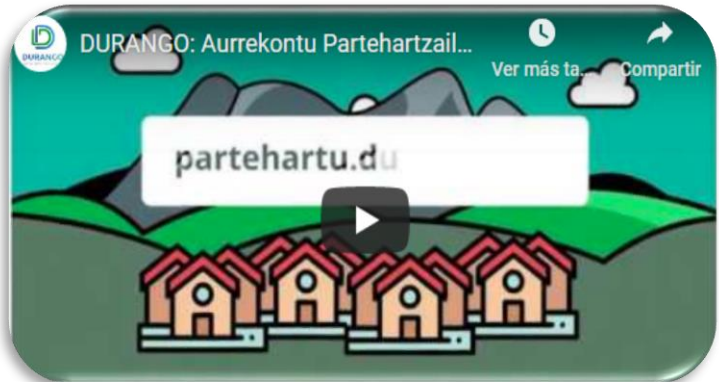 DURANGO: Aurrekontu Partehartzail...
Ver más ta...
Compartir
DURANGO
partehartu.du